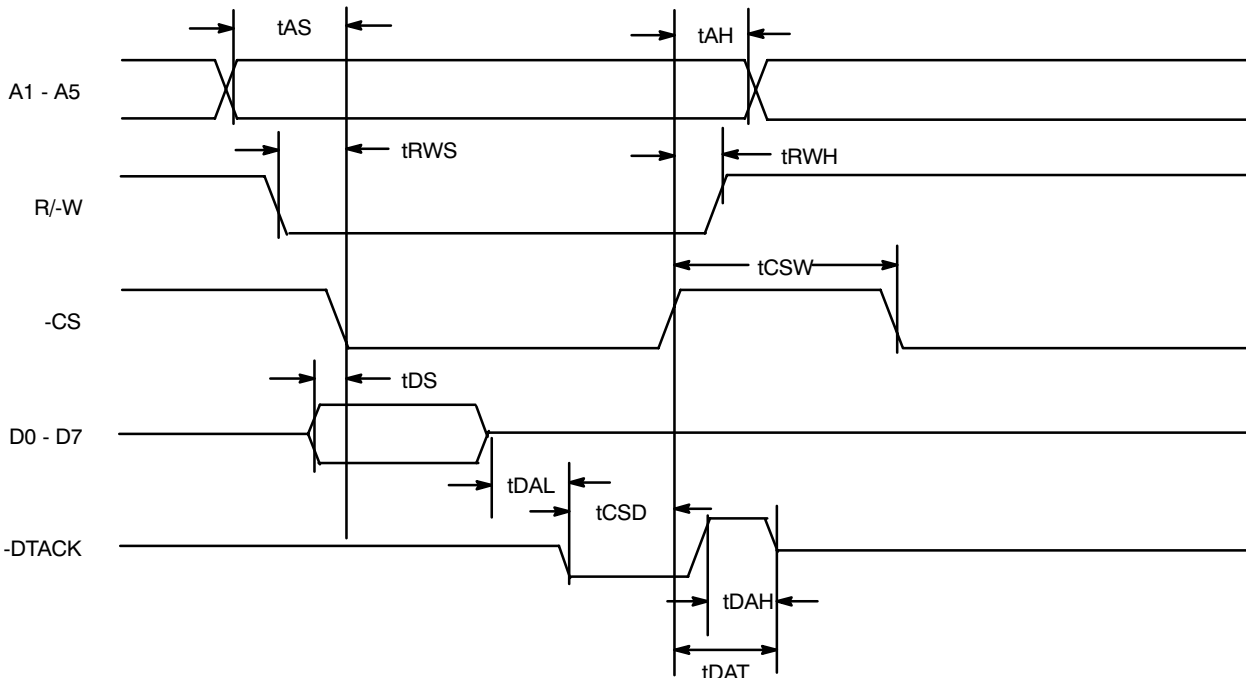 tAS
tAH
A1 - A5
tRWS
tRWH
R/-W
tCSW
-CS
tDS
D0 - D7
tDAL
tCSD
-DTACK
tDAH
tDAT